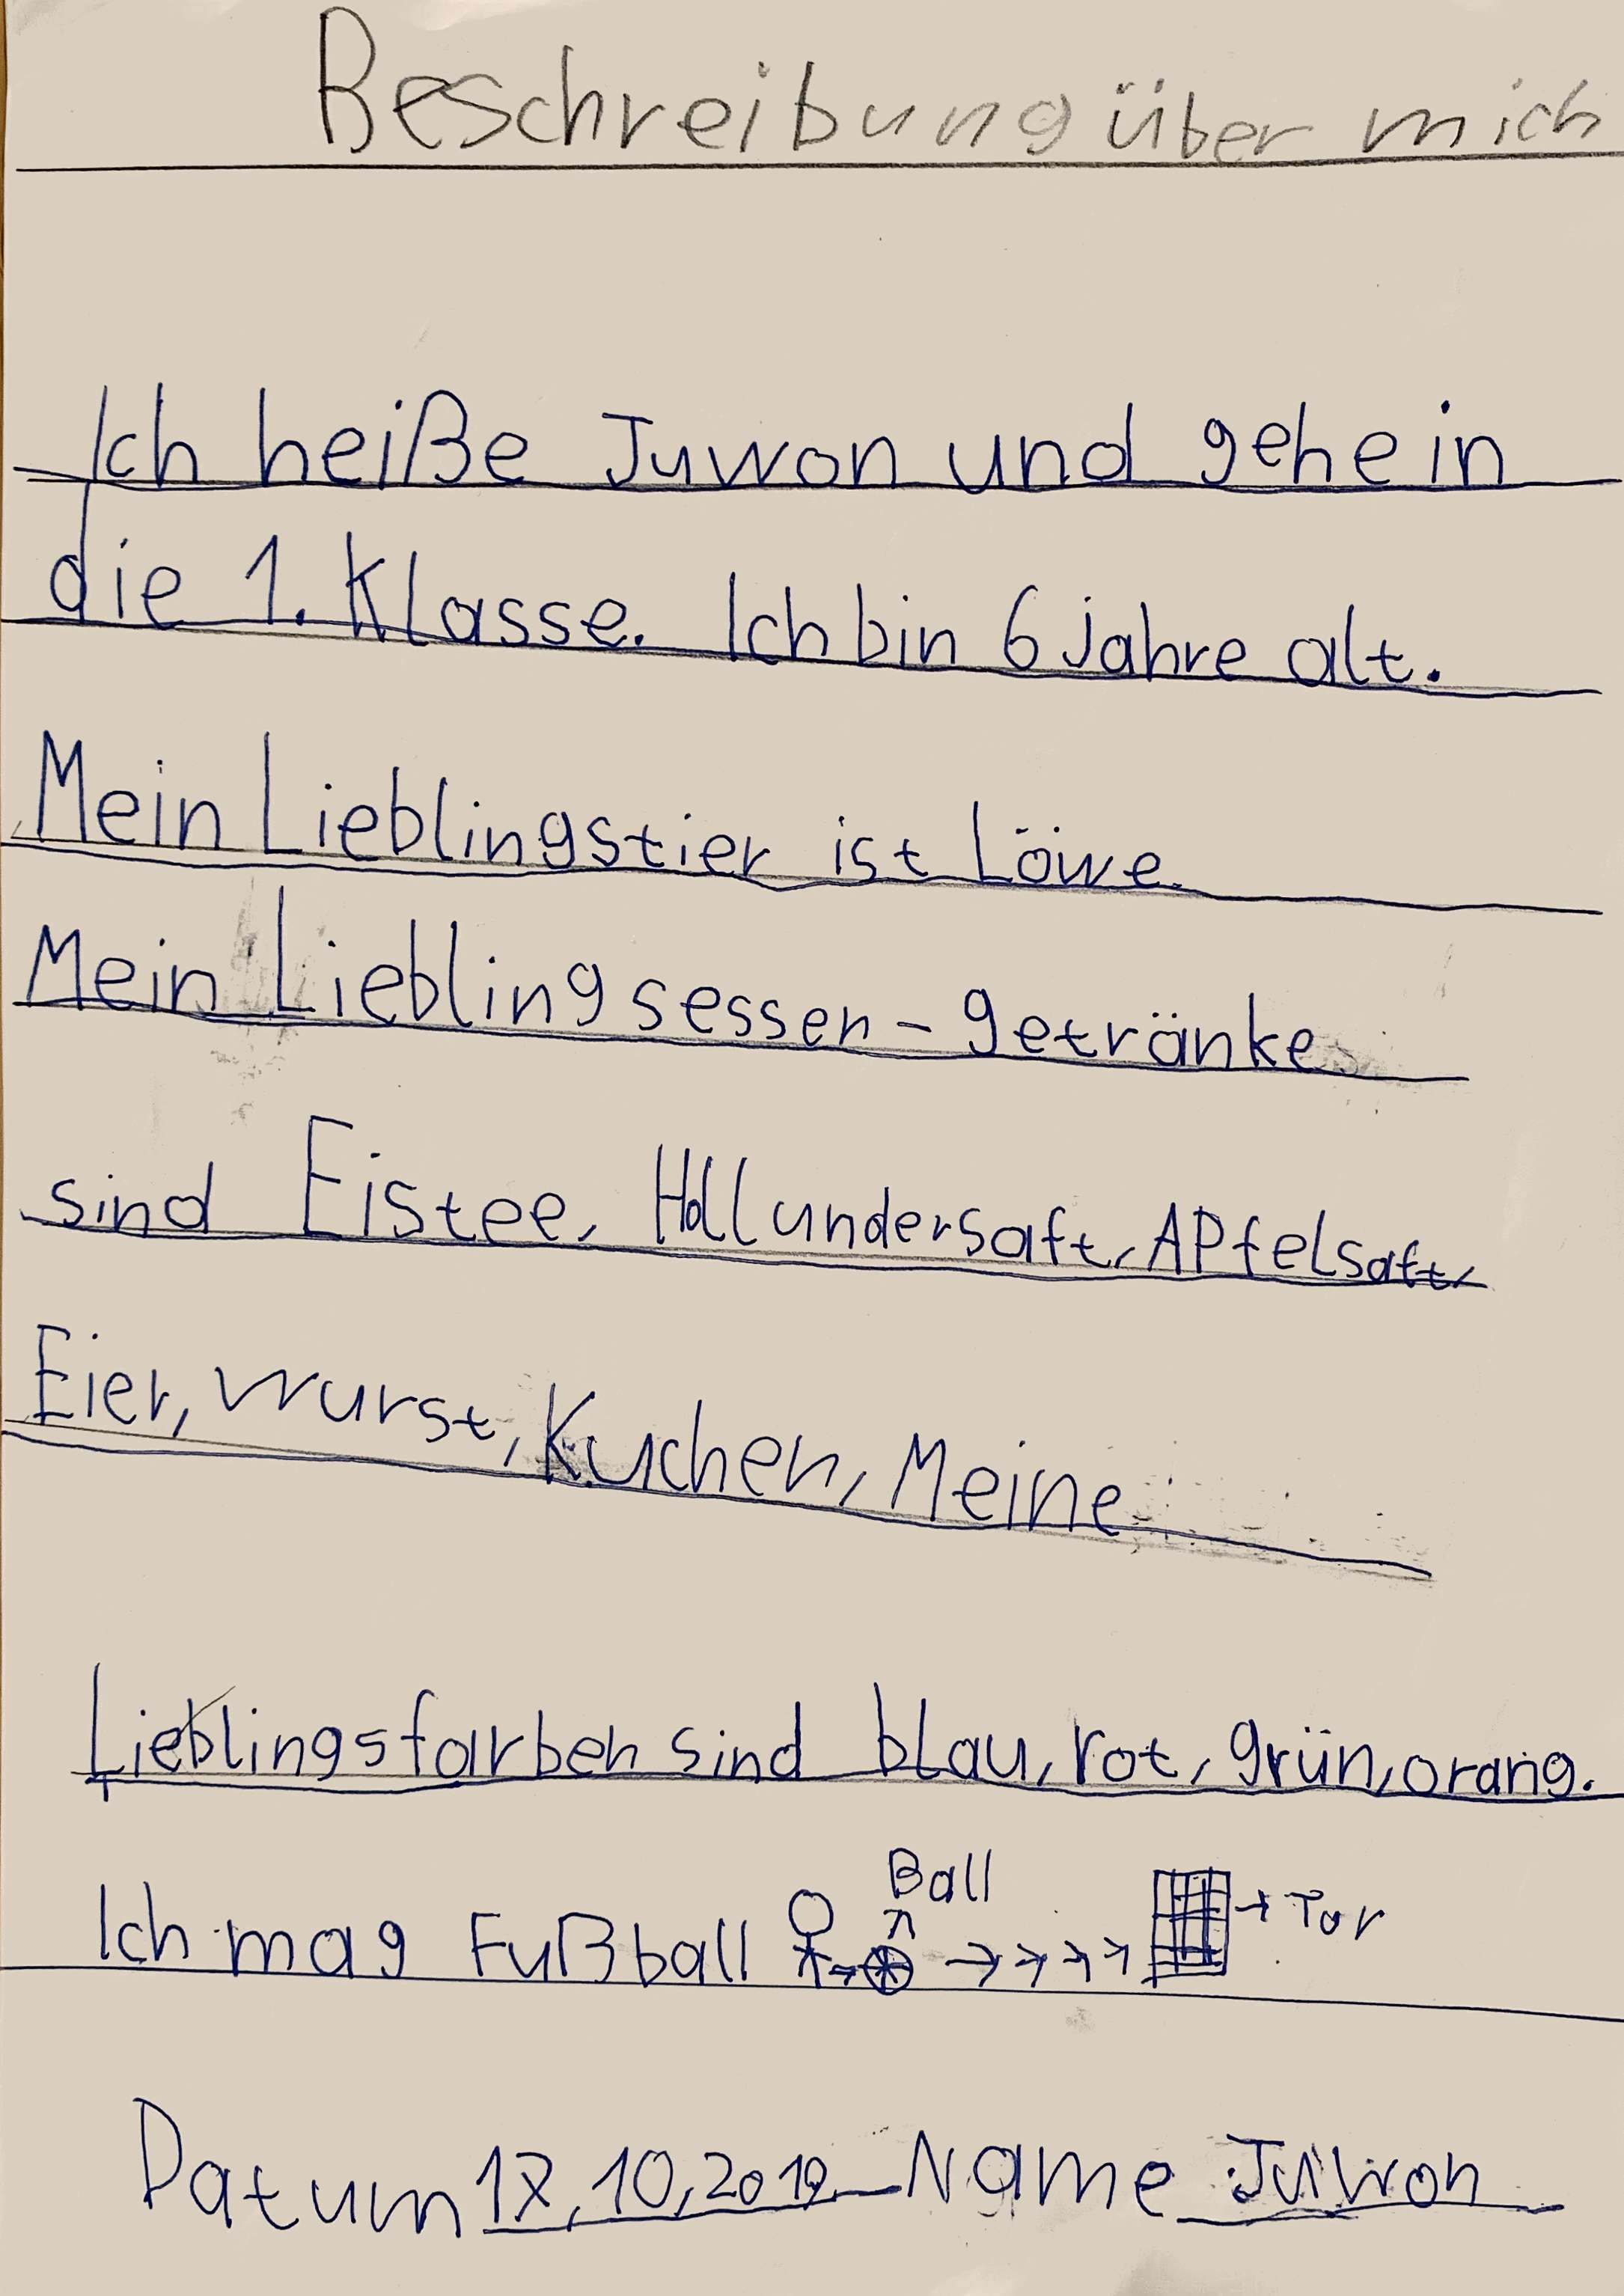 Beschreibung über mich
Ich heiße Juwon und gehe in
die 1. Klasse. Ich bin 6 Jahre alt.
Mein Lieblingstier ist Löwe.
Mein Lieblingsessen-getränke
sind Eistee, Hollundersaft, APfelsaft,
Eier, Wurst, Kuchen, Meine
Lieblingsfarben sind blau, rot, grün, orang.
Ball
Ich mag Fußball → → → → → Tor
Datum 10, 2019 Name Juwon